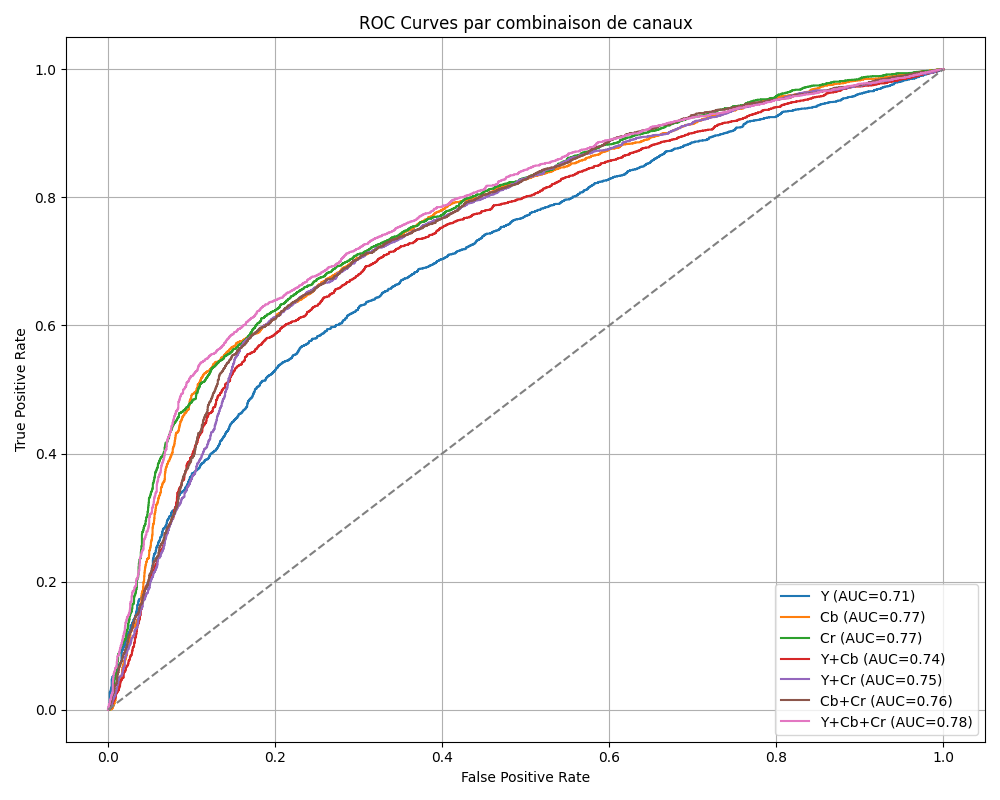 ROC Curves par combinaison de canaux
True Positive Rate
1.0
0.8
0.6
0.4
0.2
0.0
Y (AUC=0.71)
Cb (AUC=0.77)
Cr (AUC=0.77)
Y+Cb (AUC=0.74)
Y+Cr (AUC=0.75)
Cb+Cr (AUC=0.76)
Y+Cb+Cr (AUC=0.78)
0.0 0.2 0.4 0.6 0.8 1.0
False Positive Rate